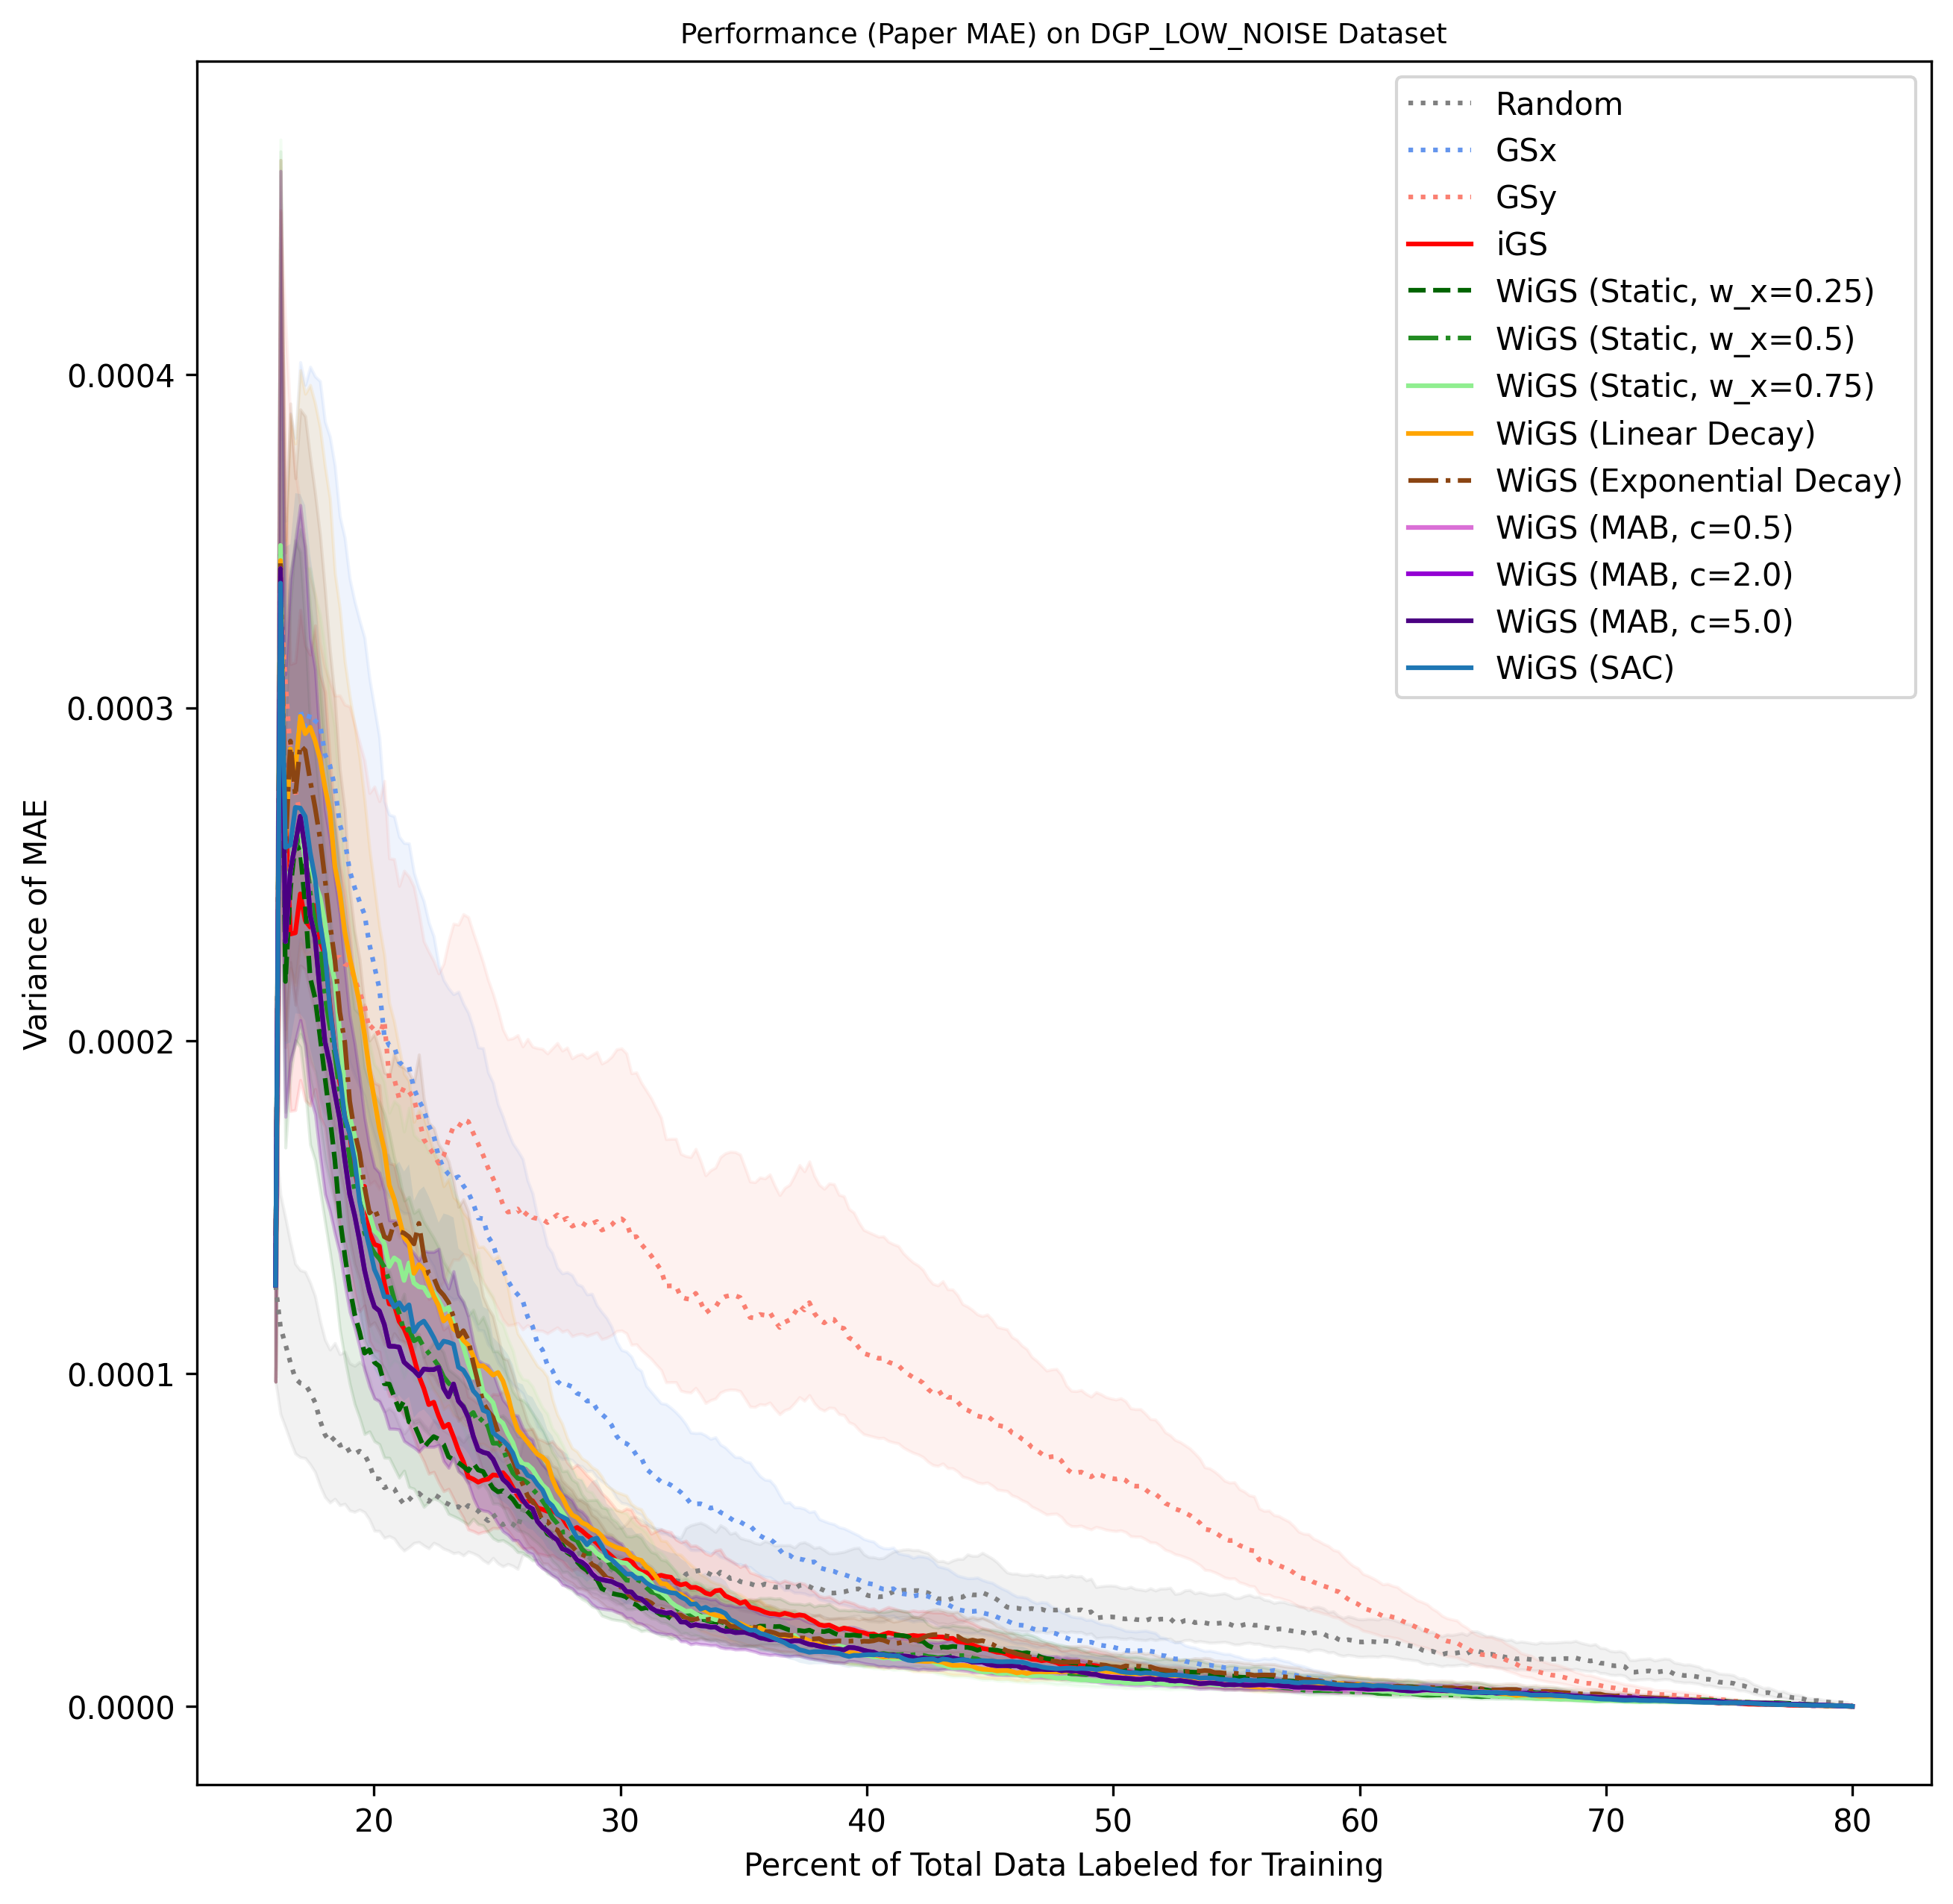 Performance (Paper MAE) on DGP_LOW_NOISE Dataset
Random
GSx
GSy
iGS
WiGS (Static, w_x=0.25)
WiGS (Static, w_x=0.5)
WiGS (Static, w_x=0.75)
WiGS (Linear Decay)
WiGS (Exponential Decay)
WiGS (MAB, c=0.5)
WiGS (MAB, c=2.0)
WiGS (MAB, c=5.0)
WiGS (SAC)
Variance of MAE
0.0004
0.0003
0.0002
0.0001
0.0000
20 30 40 50 60 70 80
Percent of Total Data Labeled for Training